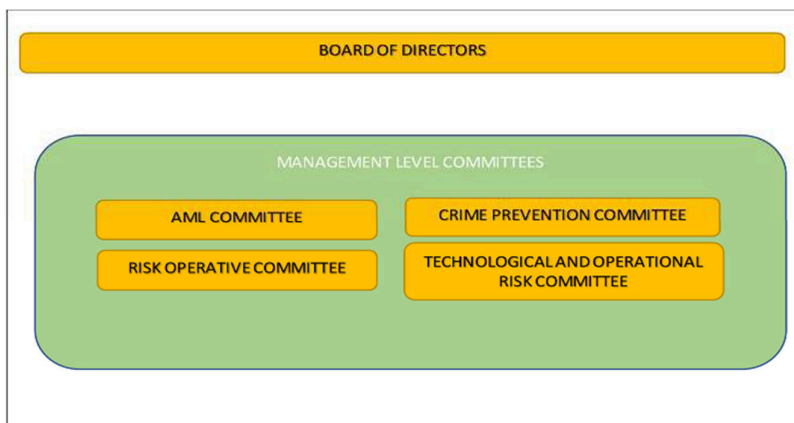 BOARD OF DIRECTORS
MANAGEMENT LEVEL COMMITTEES
AML COMMITTEE
CRIME PREVENTION COMMITTEE
RISK OPERATIVE COMMITTEE
TECHNOLOGICAL AND OPERATIONAL
RISK COMMITTEE